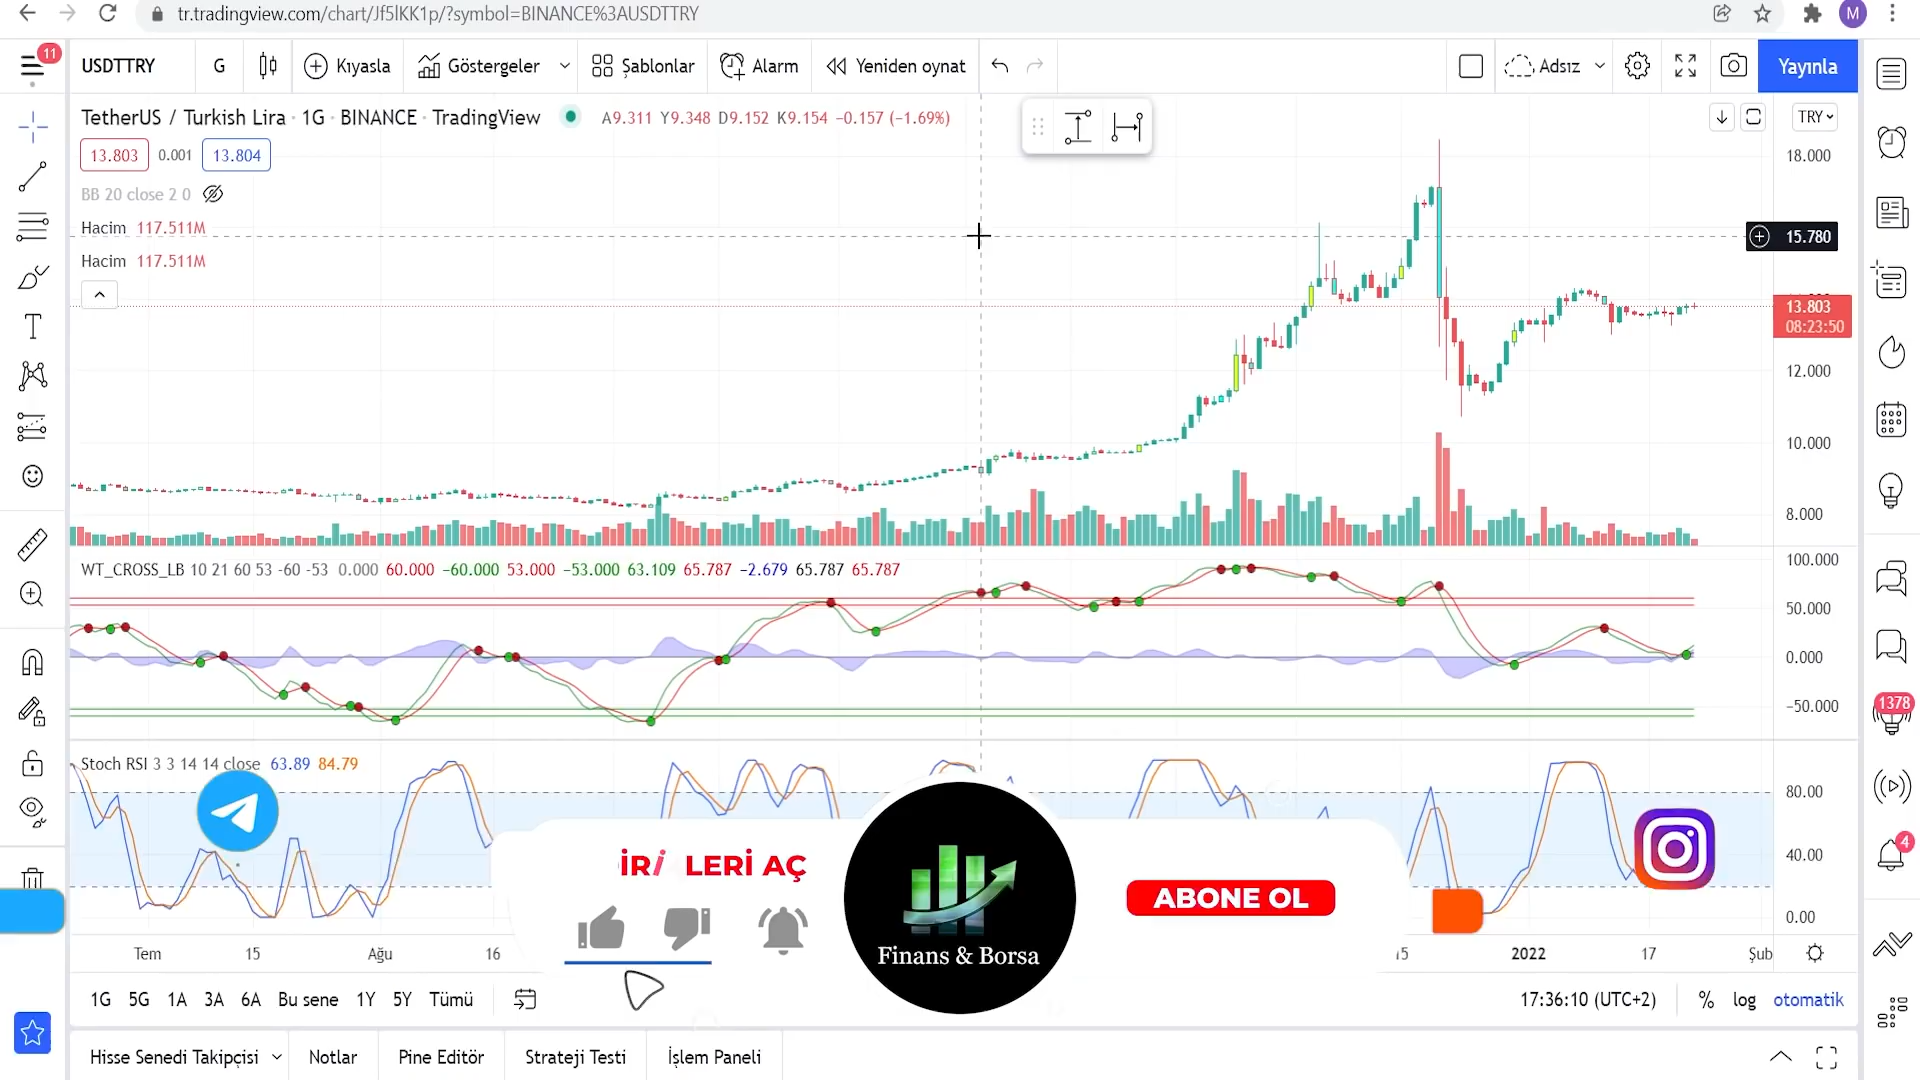 tr.tradingview.com/chart/Jf5lKK1p/?symbol=BINANCE%3AUSDTTRY
M
11
USDTTRY G Kıyasla Göstergeler Şablonlar Alarm Yeniden oynat Adsız Yayınla
TetherUS / Turkish Lira · 1G · BINANCE · TradingView A9.311 Y9.348 D9.152 K9.154 −0.157 (−1.69%)
TRY
13.803 0.001 13.804
18.000
BB 20 close 2 0
Hacim 117.511M
15.780
Hacim 117.511M
13.803
08:23:50
12.000
10.000
8.000
100.000
WT_CROSS_LB 10 21 60 53 -60 -53 0.000 60.000 −60.000 53.000 −53.000 63.109 65.787 −2.679 65.787 65.787
50.000
0.000
−50.000
1378
Stoch RSI 3 3 14 14 close 63.89 84.79
80.00
4
40.00
0.00
İRİ LERİ AÇ
ABONE OL
Finans & Borsa
Tem 15 Ağu 16 15 2022 17 Şub
1G 5G 1A 3A 6A Bu sene 1Y 5Y Tümü 17:36:10 (UTC+2) % log otomatik
Hisse Senedi Takipçisi Notlar Pine Editör Strateji Testi İşlem Paneli